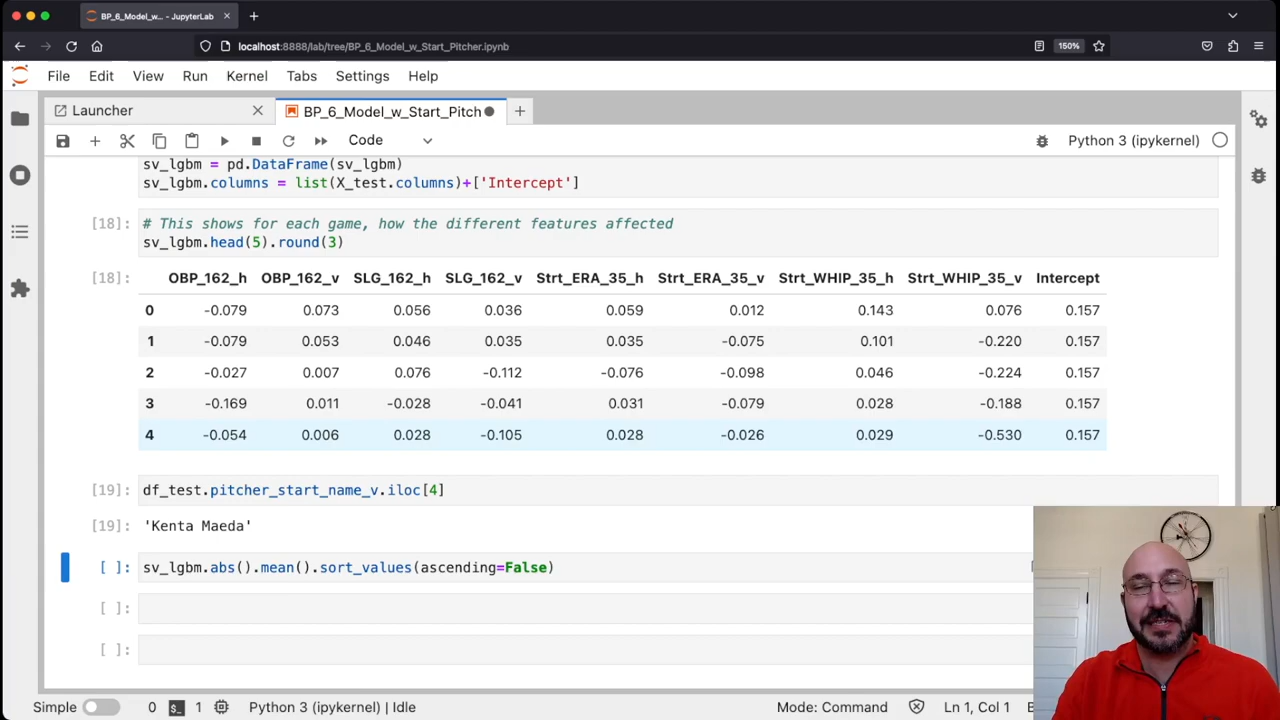 BP_6_Model_w... - JupyterLab
localhost:8888/lab/tree/BP_6_Model_w_Start_Pitcher.ipynb
150%
File Edit View Run Kernel Tabs Settings Help
Launcher
BP_6_Model_w_Start_Pitch
Code
Python 3 (ipykernel)
sv_lgbm = pd.DataFrame(sv_lgbm)
sv_lgbm.columns = list(X_test.columns)+['Intercept']
[18]: # This shows for each game, how the different features affected
sv_lgbm.head(5).round(3)
[18]: OBP_162_h OBP_162_v SLG_162_h SLG_162_v Strt_ERA_35_h Strt_ERA_35_v Strt_WHIP_35_h Strt_WHIP_35_v Intercept
0 -0.079 0.073 0.056 0.036 0.059 0.012 0.143 0.076 0.157
1 -0.079 0.053 0.046 0.035 0.035 -0.075 0.101 -0.220 0.157
2 -0.027 0.007 0.076 -0.112 -0.076 -0.098 0.046 -0.224 0.157
3 -0.169 0.011 -0.028 -0.041 0.031 -0.079 0.028 -0.188 0.157
4 -0.054 0.006 0.028 -0.105 0.028 -0.026 0.029 -0.530 0.157
[19]: df_test.pitcher_start_name_v.iloc[4]
[19]: 'Kenta Maeda'
[ ]: sv_lgbm.abs().mean().sort_values(ascending=False)
[ ]:
[ ]:
Simple 0 1 Python 3 (ipykernel) | Idle Mode: Command Ln 1, Col 1